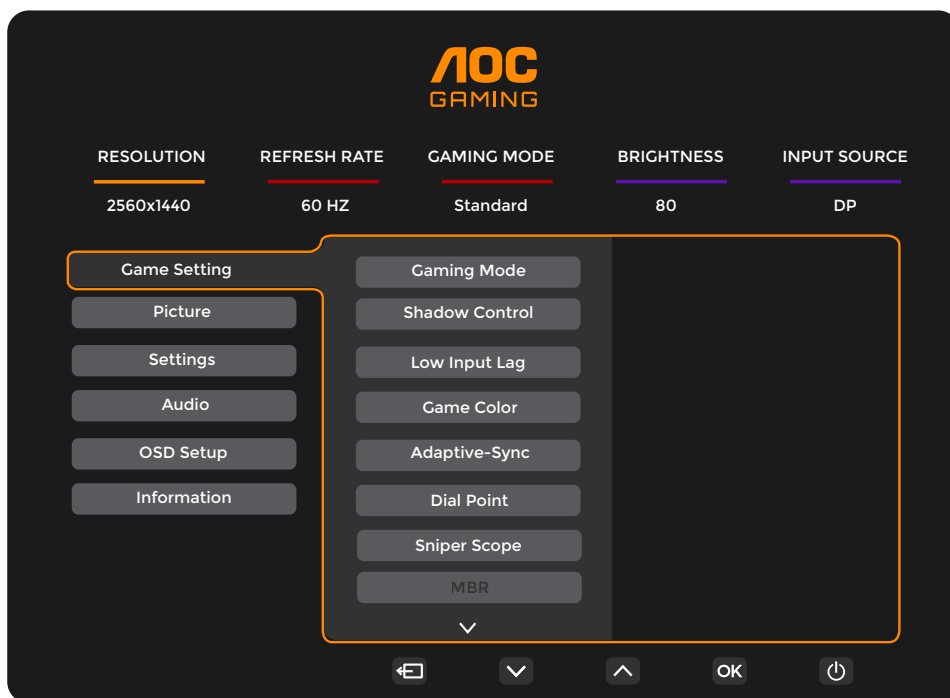 AOC
GAMING
RESOLUTION REFRESH RATE GAMING MODE BRIGHTNESS INPUT SOURCE
2560x1440 60 HZ Standard 80 DP
Game Setting
Picture
Settings
Audio
OSD Setup
Information
Gaming Mode
Shadow Control
Low Input Lag
Game Color
Adaptive-Sync
Dial Point
Sniper Scope
MBR
OK